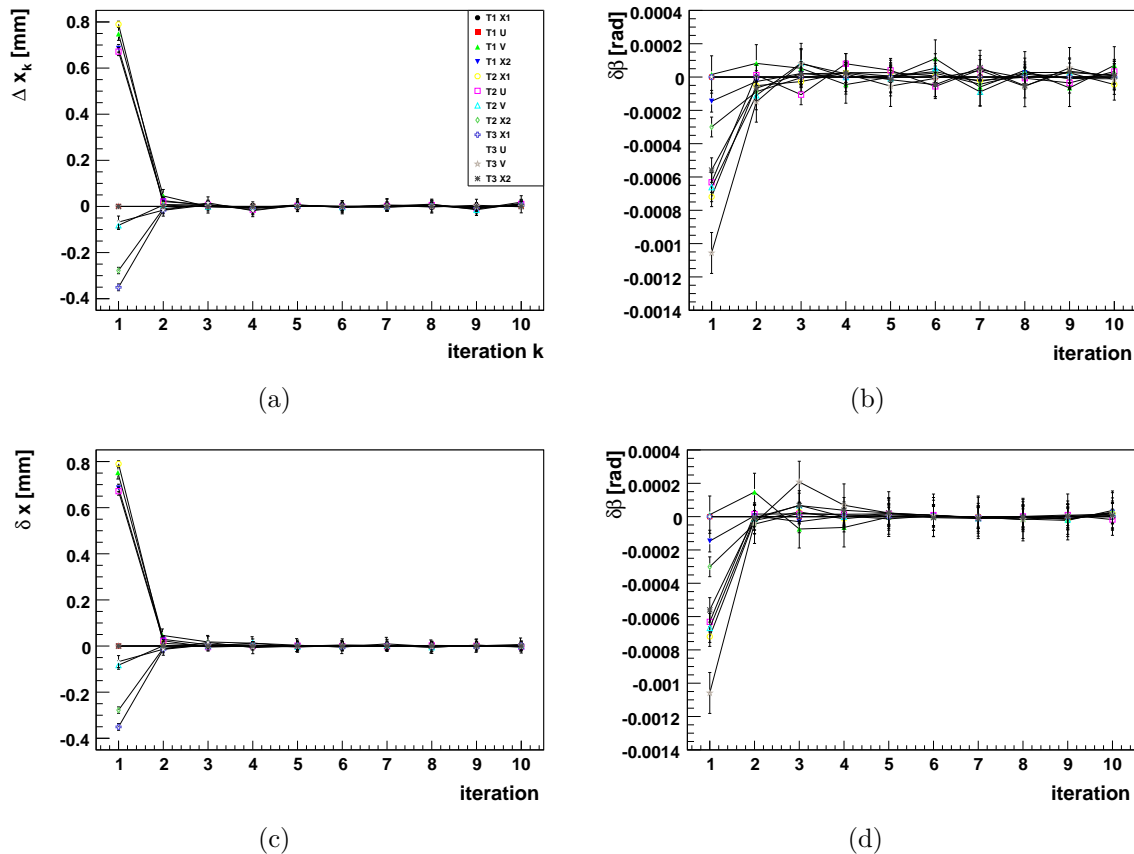 Δ x_k [mm]
0.8
0.6
0.4
0.2
0
-0.2
-0.4
1 2 3 4 5 6 7 8 9 10
iteration k
T1 X1
T1 U
T1 V
T1 X2
T2 X1
T2 U
T2 V
T2 X2
T3 X1
T3 U
T3 V
T3 X2
(a)
δβ [rad]
0.0004
0.0002
0
-0.0002
-0.0004
-0.0006
-0.0008
-0.001
-0.0012
-0.0014
1 2 3 4 5 6 7 8 9 10
iteration
(b)
δ x [mm]
0.8
0.6
0.4
0.2
0
-0.2
-0.4
1 2 3 4 5 6 7 8 9 10
iteration
(c)
δβ [rad]
0.0004
0.0002
0
-0.0002
-0.0004
-0.0006
-0.0008
-0.001
-0.0012
-0.0014
1 2 3 4 5 6 7 8 9 10
iteration
(d)